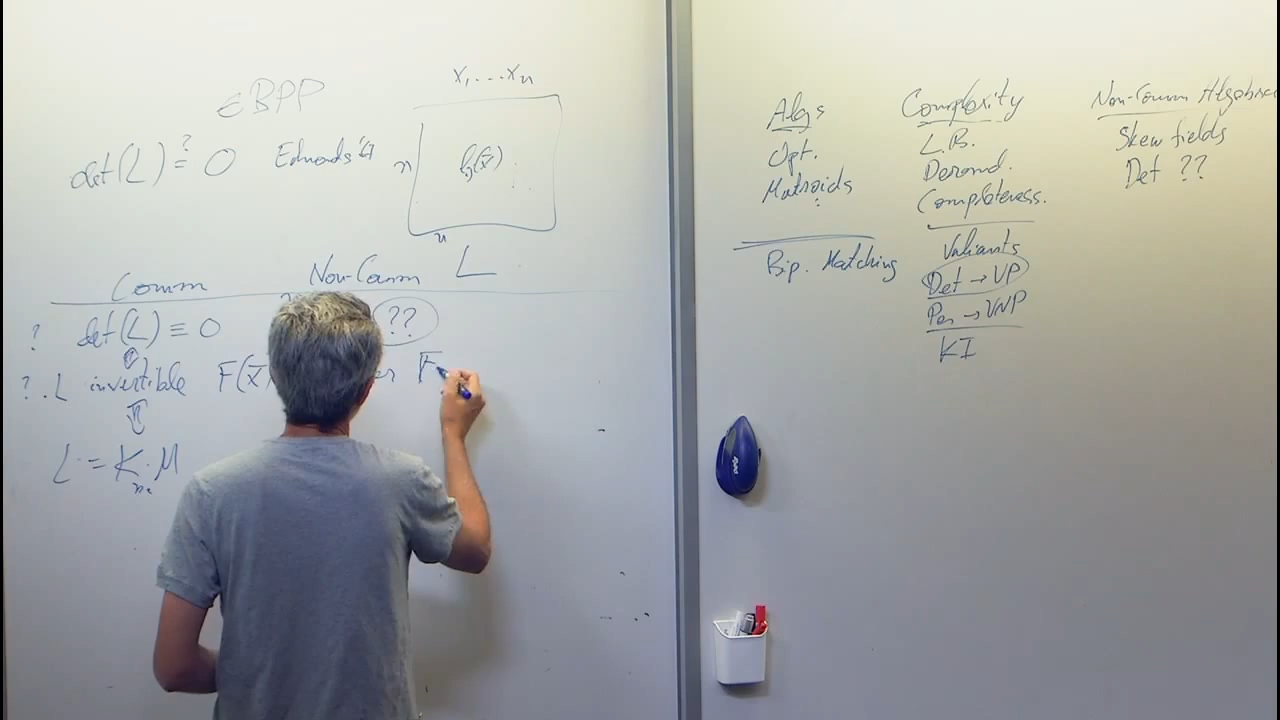 ∈BPP
det(L) ?= 0 Edmonds'67
x₁, ... xₙ
n
n
L
Comm Non-Comm
? det(L) ≡ 0 ??
? L invertible F(x̄) F
L = K·M
Algs
Opt.
Matroids
Bip. Matching
Complexity
L.B.
Derand.
Completeness.
Valiants
Det → VP
Per → VNP
KI
Non-Comm Algebra
Skew fields
Det ??